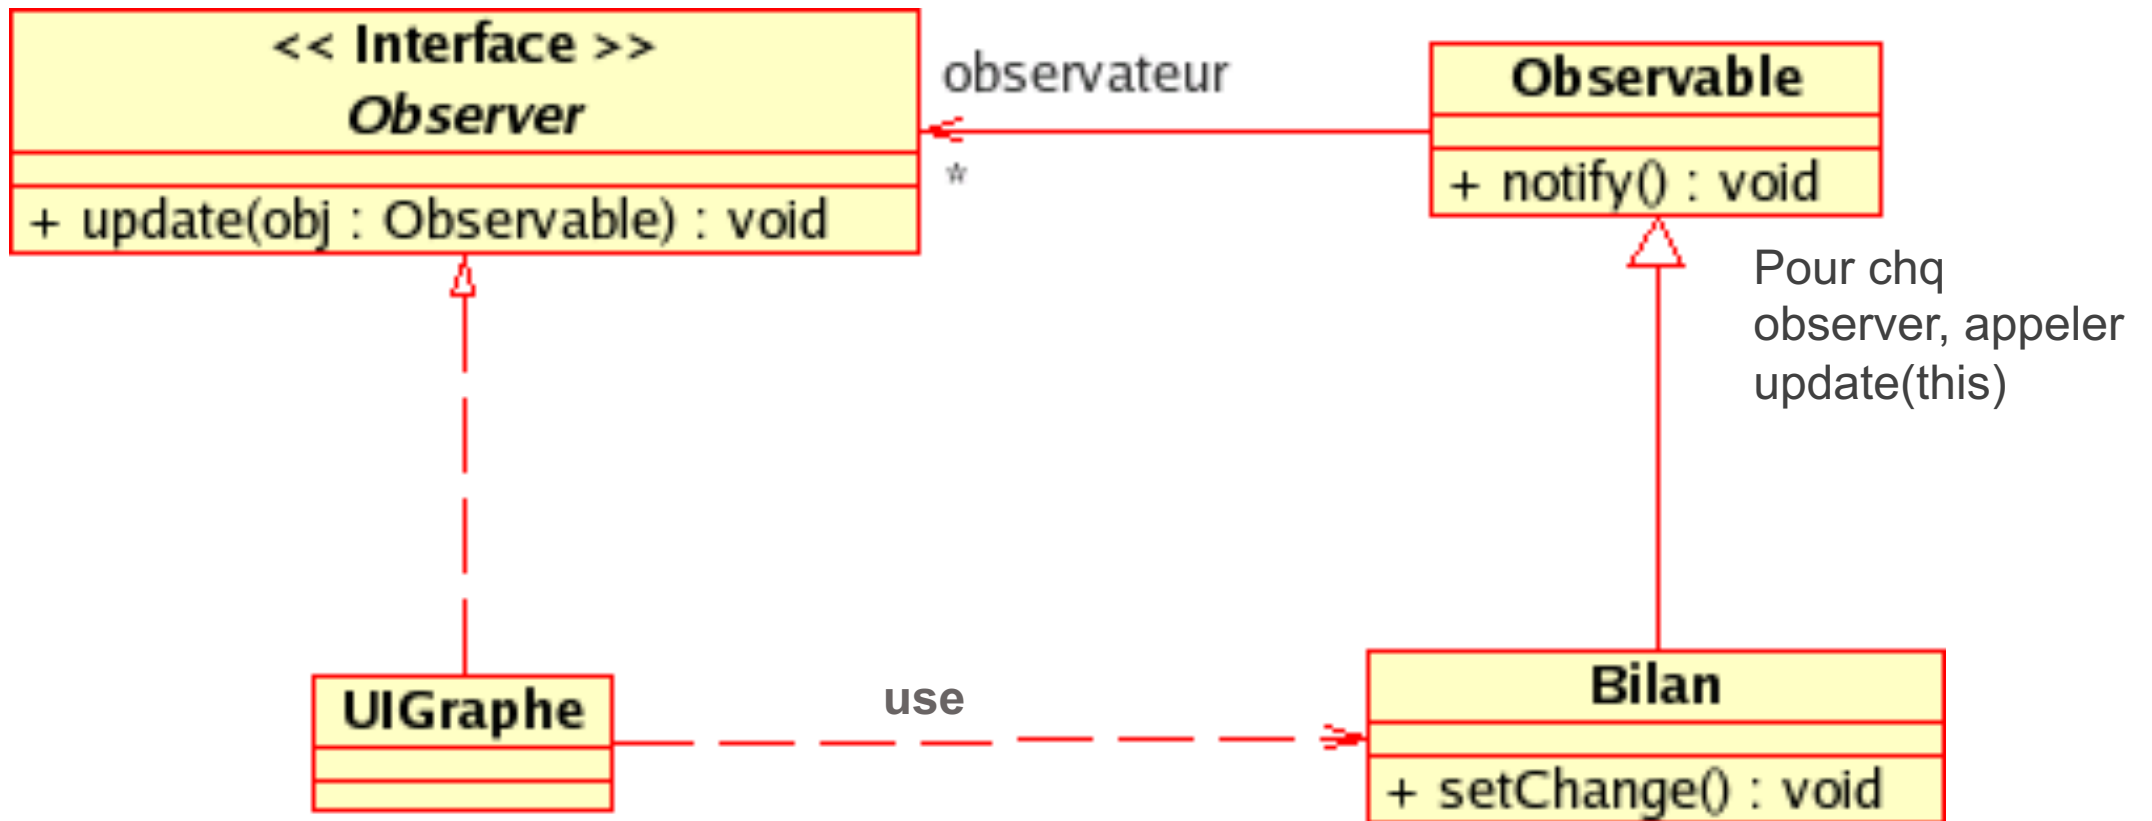 << Interface >>
Observer
+ update(obj : Observable) : void
observateur
*
Observable
+ notify() : void
Pour chq
observer, appeler
update(this)
UIGraphe
use
Bilan
+ setChange() : void